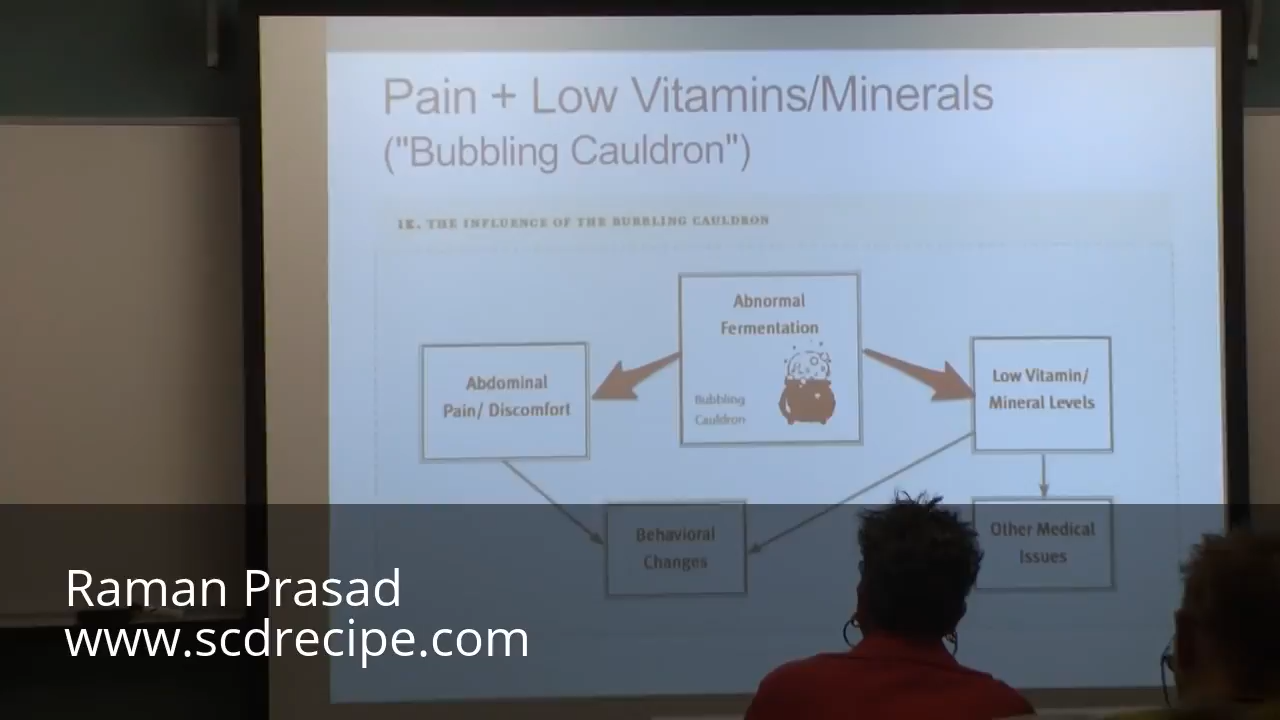 Pain + Low Vitamins/Minerals
("Bubbling Cauldron")
IX. THE INFLUENCE OF THE BUBBLING CAULDRON
Abnormal
Fermentation
Bubbling
Cauldron
Abdominal
Pain/ Discomfort
Low Vitamin/
Mineral Levels
Behavioral
Changes
Other Medical
Issues
Raman Prasad
www.scdrecipe.com